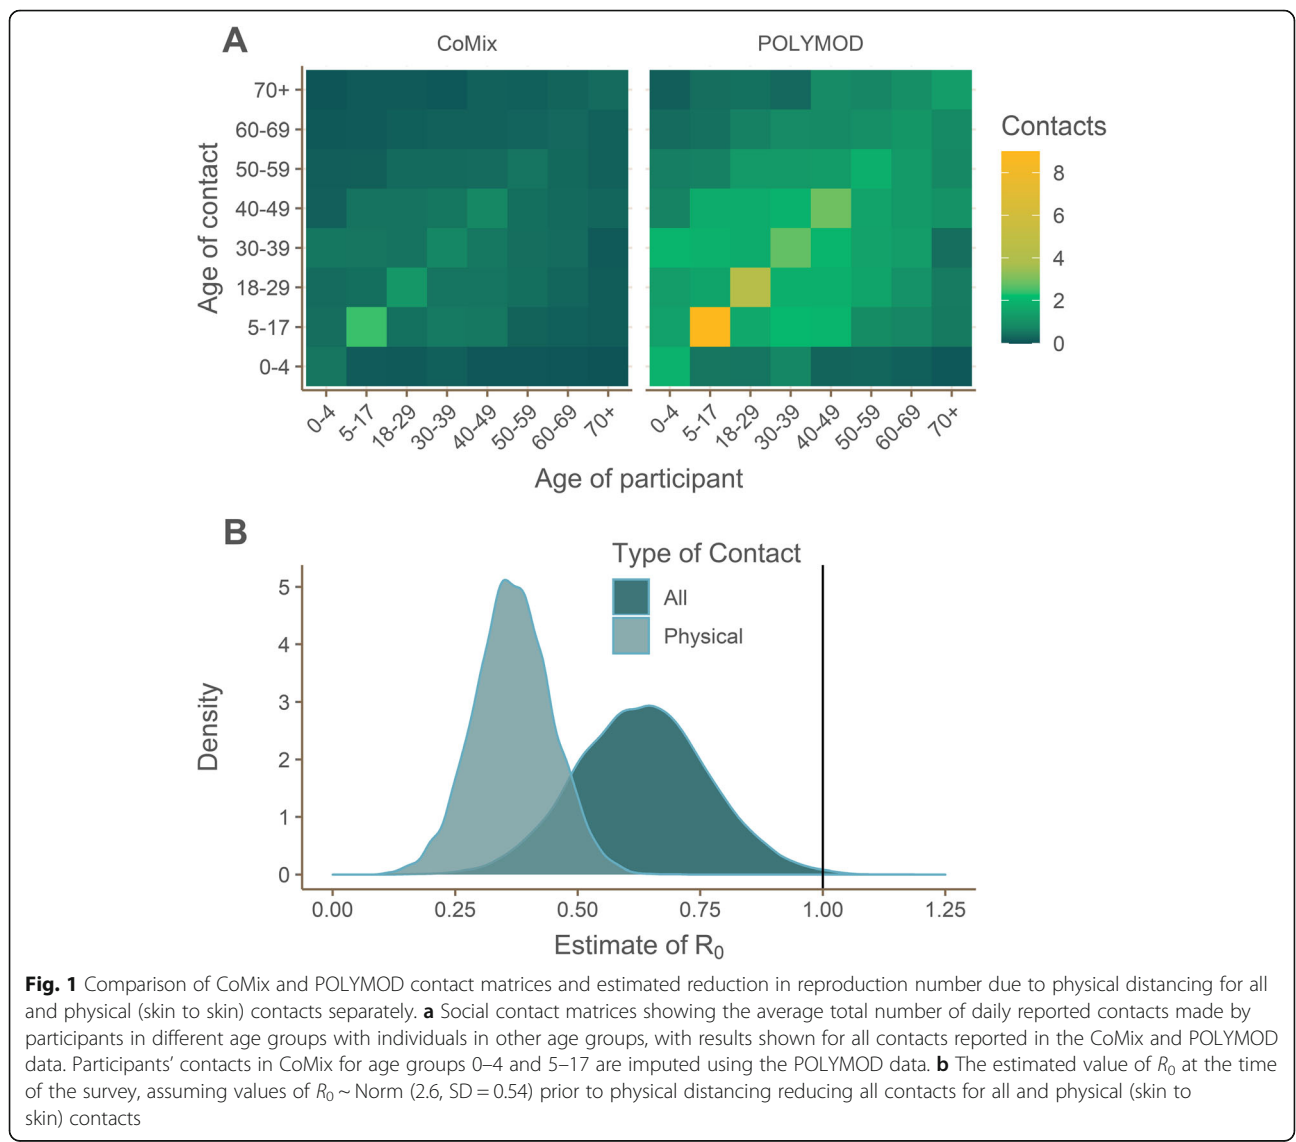 A
CoMix
POLYMOD
70+
60-69
50-59
40-49
30-39
18-29
5-17
0-4
Age of contact
0-4
5-17
18-29
30-39
40-49
50-59
60-69
70+
0-4
5-17
18-29
30-39
40-49
50-59
60-69
70+
Age of participant
Contacts
8
6
4
2
0
B
Type of Contact
All
Physical
5
4
3
2
1
0
Density
0.00
0.25
0.50
0.75
1.00
1.25
Estimate of R0
Fig. 1 Comparison of CoMix and POLYMOD contact matrices and estimated reduction in reproduction number due to physical distancing for all
and physical (skin to skin) contacts separately. a Social contact matrices showing the average total number of daily reported contacts made by
participants in different age groups with individuals in other age groups, with results shown for all contacts reported in the CoMix and POLYMOD
data. Participants' contacts in CoMix for age groups 0–4 and 5–17 are imputed using the POLYMOD data. b The estimated value of R0 at the time
of the survey, assuming values of R0 ~ Norm (2.6, SD = 0.54) prior to physical distancing reducing all contacts for all and physical (skin to
skin) contacts